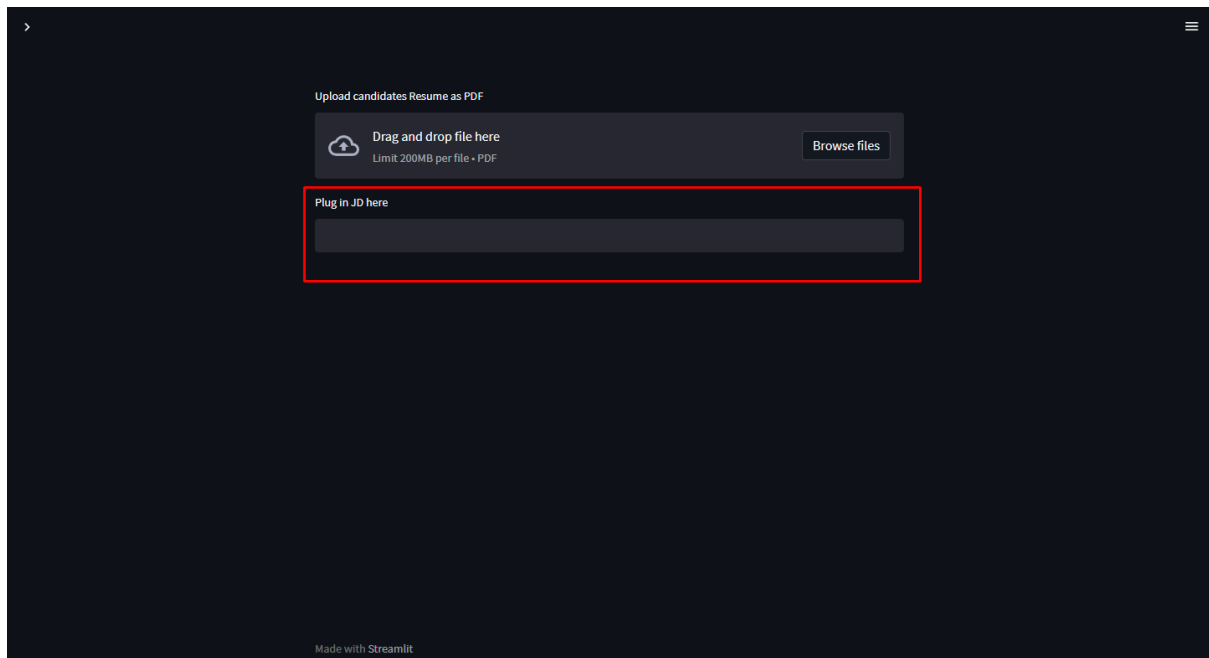 Upload candidates Resume as PDF
Drag and drop file here
Limit 200MB per file • PDF
Browse files
Plug in JD here
Made with Streamlit